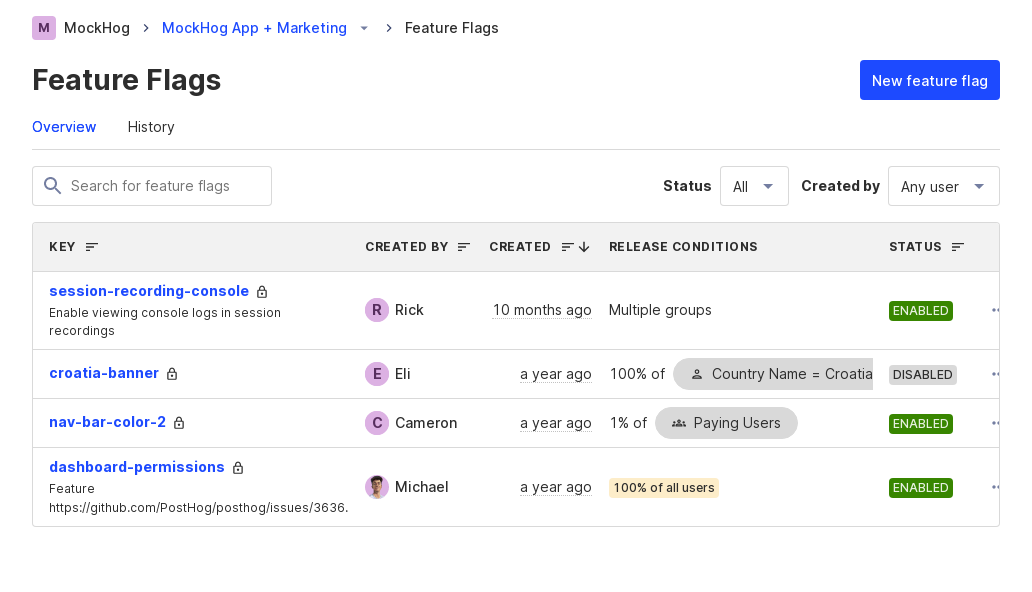 M MockHog MockHog App + Marketing Feature Flags
Feature Flags
New feature flag
Overview History
Search for feature flags Status All Created by Any user
KEY CREATED BY CREATED RELEASE CONDITIONS STATUS
session-recording-console
Enable viewing console logs in session
recordings
R Rick 10 months ago Multiple groups ENABLED
croatia-banner E Eli a year ago 100% of Country Name = Croatia DISABLED
nav-bar-color-2 C Cameron a year ago 1% of Paying Users ENABLED
dashboard-permissions
Feature
https://github.com/PostHog/posthog/issues/3636.
Michael a year ago 100% of all users ENABLED